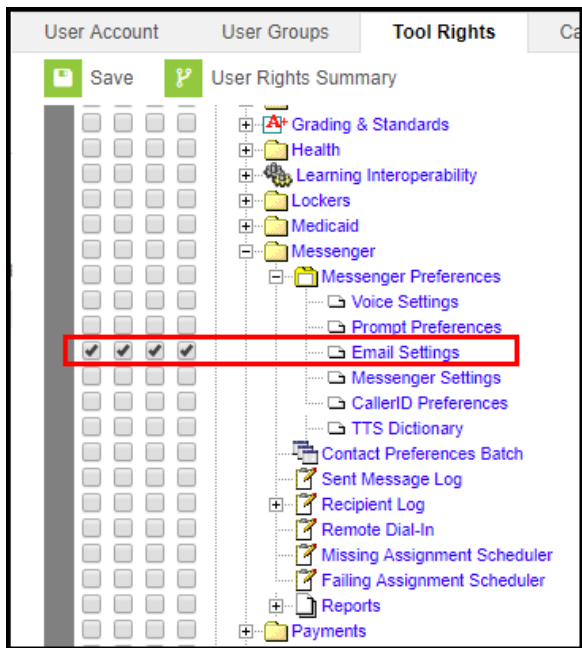 User Account User Groups Tool Rights Ca
Save User Rights Summary
A+ Grading & Standards
Health
Learning Interoperability
Lockers
Medicaid
Messenger
Messenger Preferences
Voice Settings
Prompt Preferences
Email Settings
Messenger Settings
CallerID Preferences
TTS Dictionary
Contact Preferences Batch
Sent Message Log
Recipient Log
Remote Dial-In
Missing Assignment Scheduler
Failing Assignment Scheduler
Reports
Payments